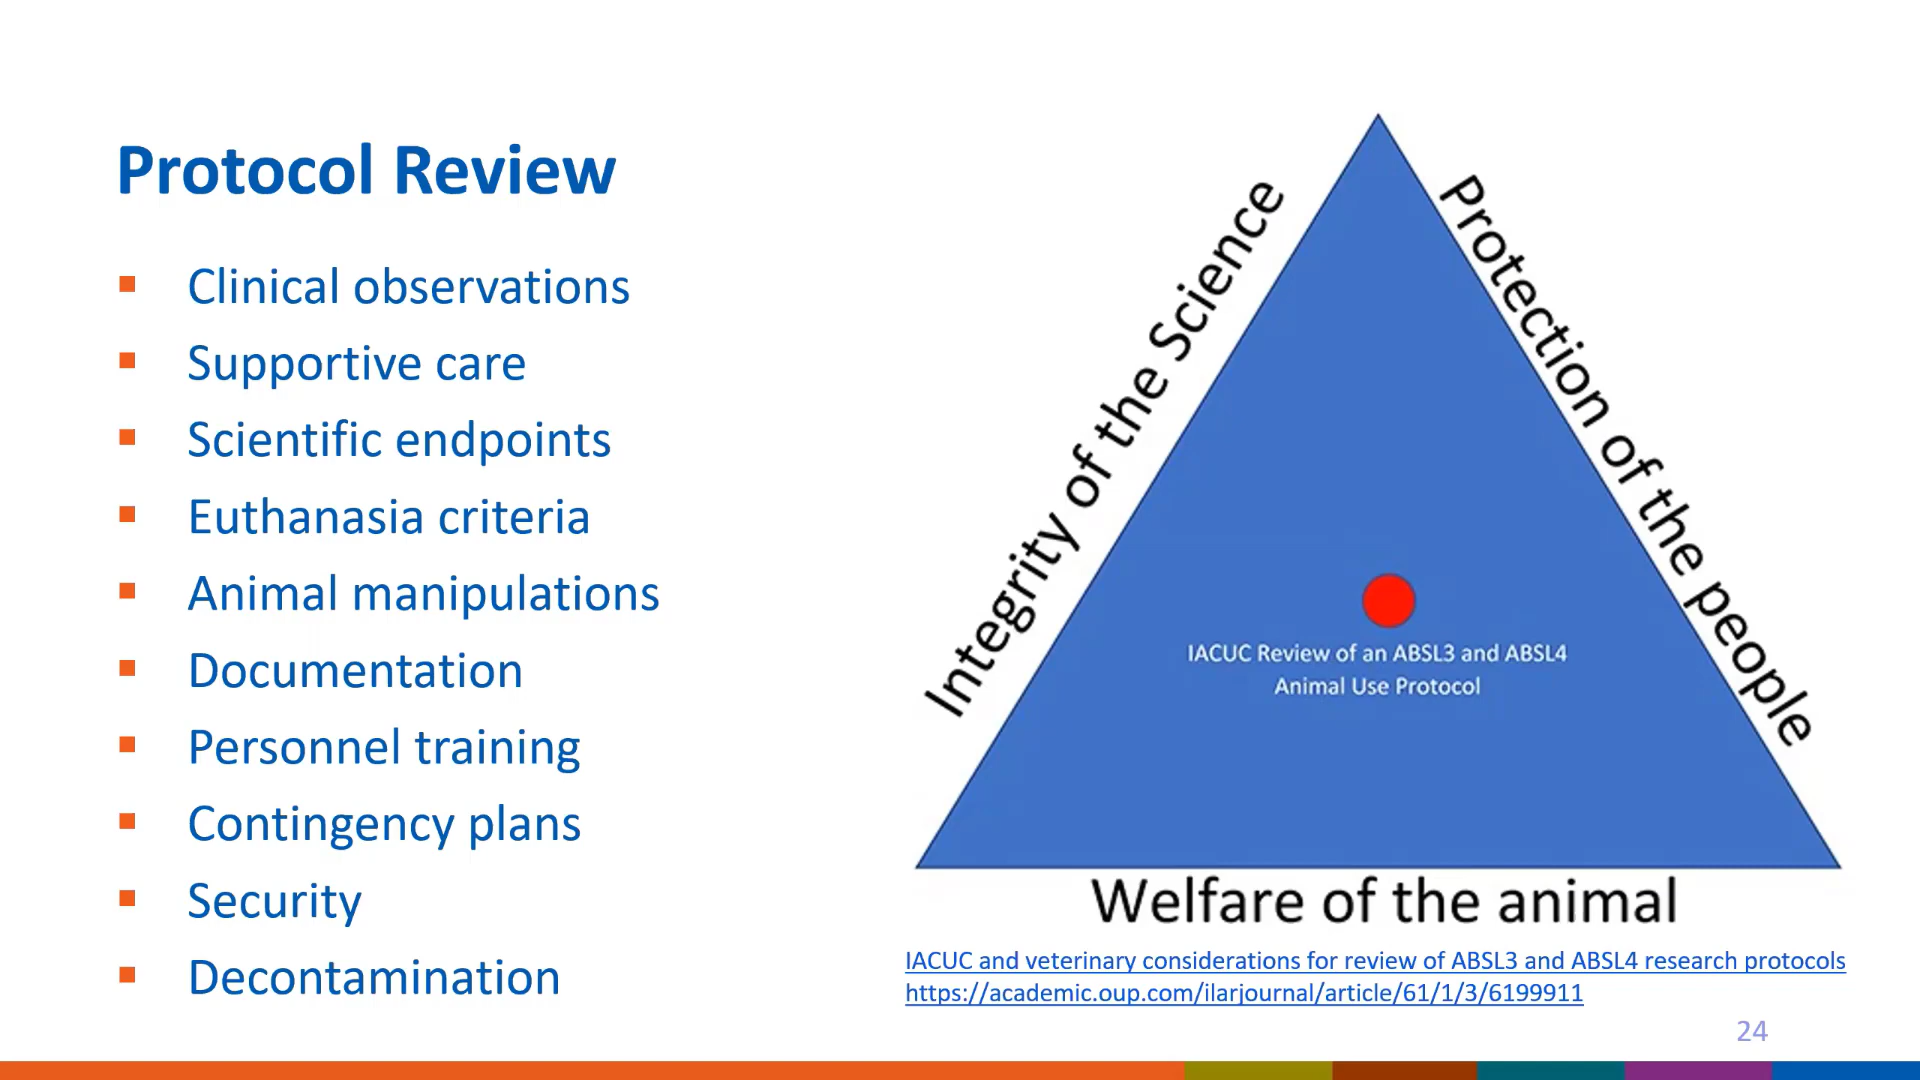 Protocol Review
Clinical observations
Supportive care
Scientific endpoints
Euthanasia criteria
Animal manipulations
Documentation
Personnel training
Contingency plans
Security
Decontamination
Integrity of the Science
Protection of the people
IACUC Review of an ABSL3 and ABSL4
Animal Use Protocol
Welfare of the animal
IACUC and veterinary considerations for review of ABSL3 and ABSL4 research protocols
https://academic.oup.com/ilarjournal/article/61/1/3/6199911
24